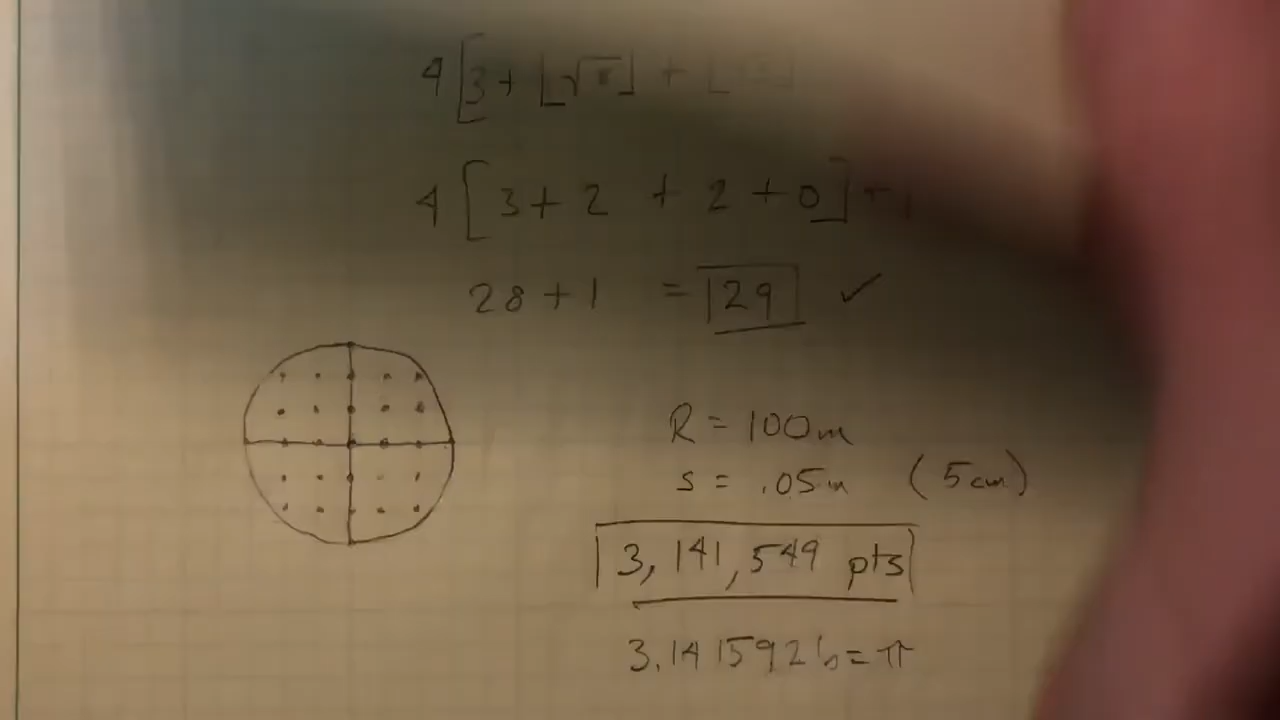 4[3+⌊√8⌋ +
4[3+2 + 2+0]+1
28+1 = 29 ✓
R = 100m
s = .05m (5cm)
3,141,549 pts
3.1415926=π